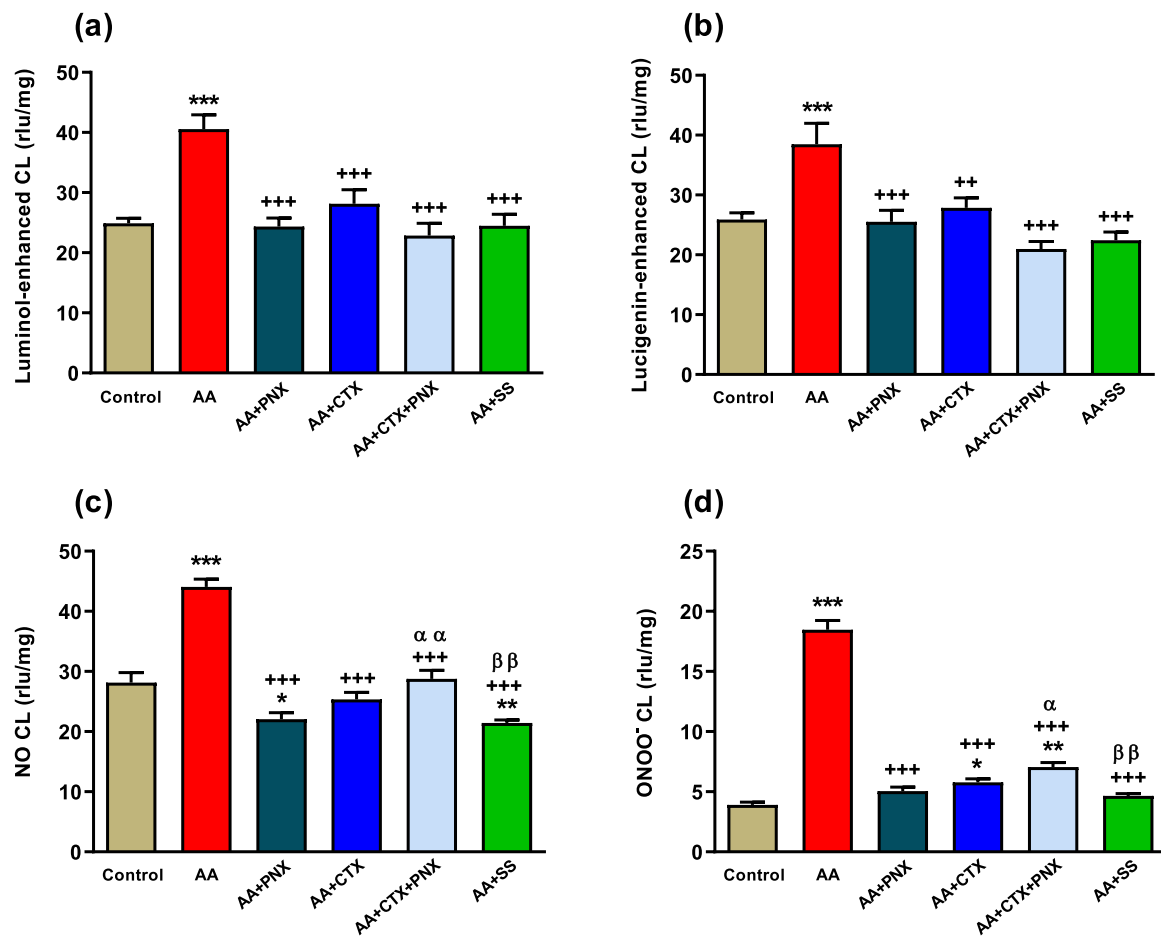 (a)
Luminol-enhanced CL (rlu/mg)
50
40
30
20
10
0
***
+++
+++
+++
+++
Control
AA
AA+PNX
AA+CTX
AA+CTX+PNX
AA+SS
(b)
Lucigenin-enhanced CL (rlu/mg)
50
40
30
20
10
0
***
+++
++
+++
+++
Control
AA
AA+PNX
AA+CTX
AA+CTX+PNX
AA+SS
(c)
NO CL (rlu/mg)
50
40
30
20
10
0
***
+++
*
+++
α α
+++
β β
+++
**
Control
AA
AA+PNX
AA+CTX
AA+CTX+PNX
AA+SS
(d)
ONOO⁻ CL (rlu/mg)
25
20
15
10
5
0
***
+++
+++
*
α
+++
**
β β
+++
Control
AA
AA+PNX
AA+CTX
AA+CTX+PNX
AA+SS